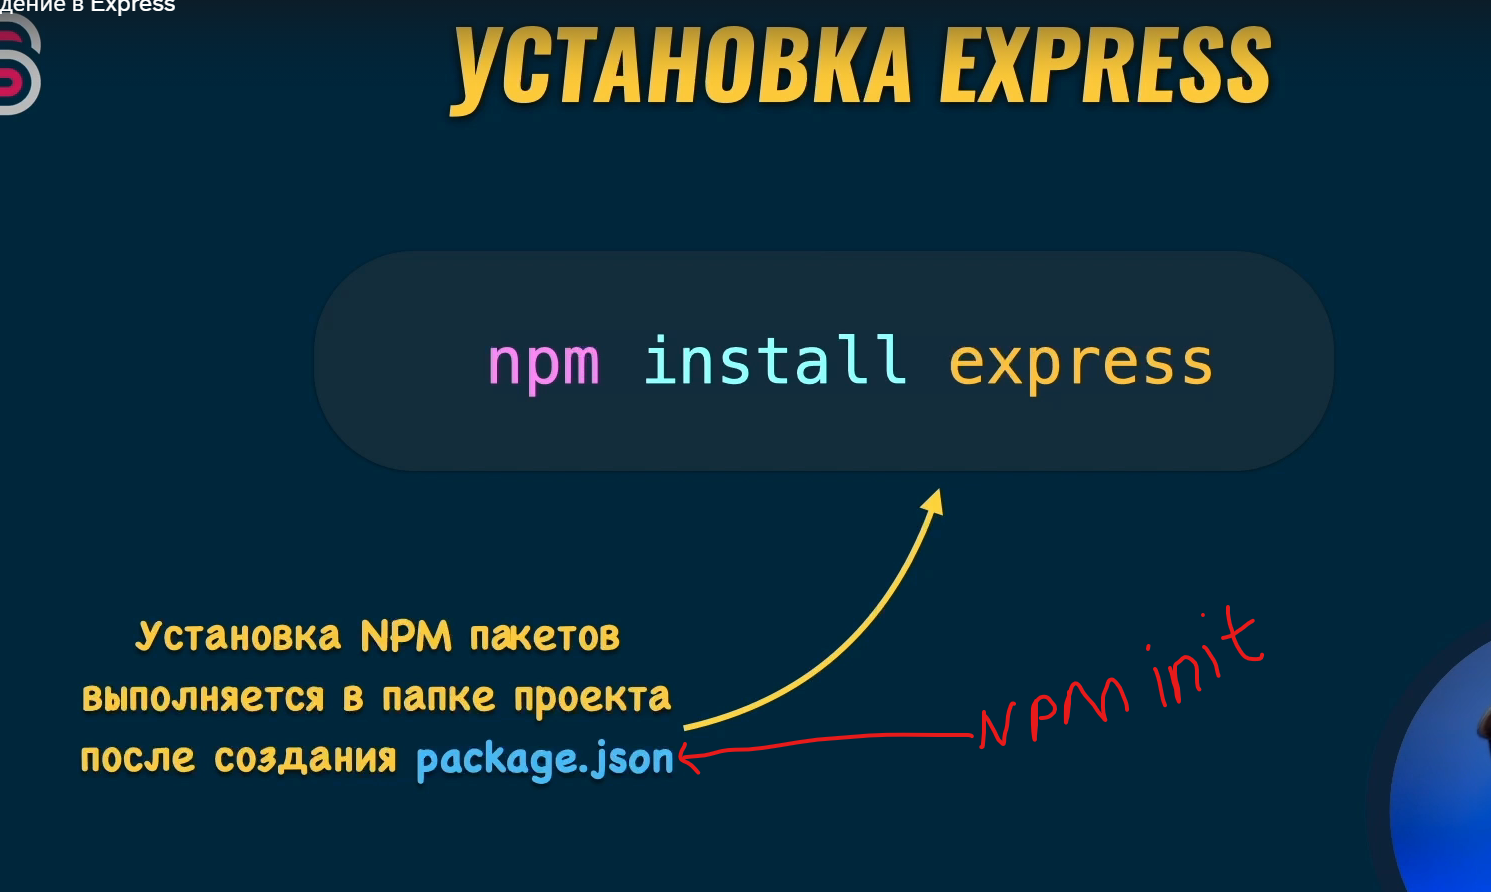 дение в Express
УСТАНОВКА EXPRESS
npm install express
Установка NPM пакетов
выполняется в папке проекта
после создания package.json
NPM init